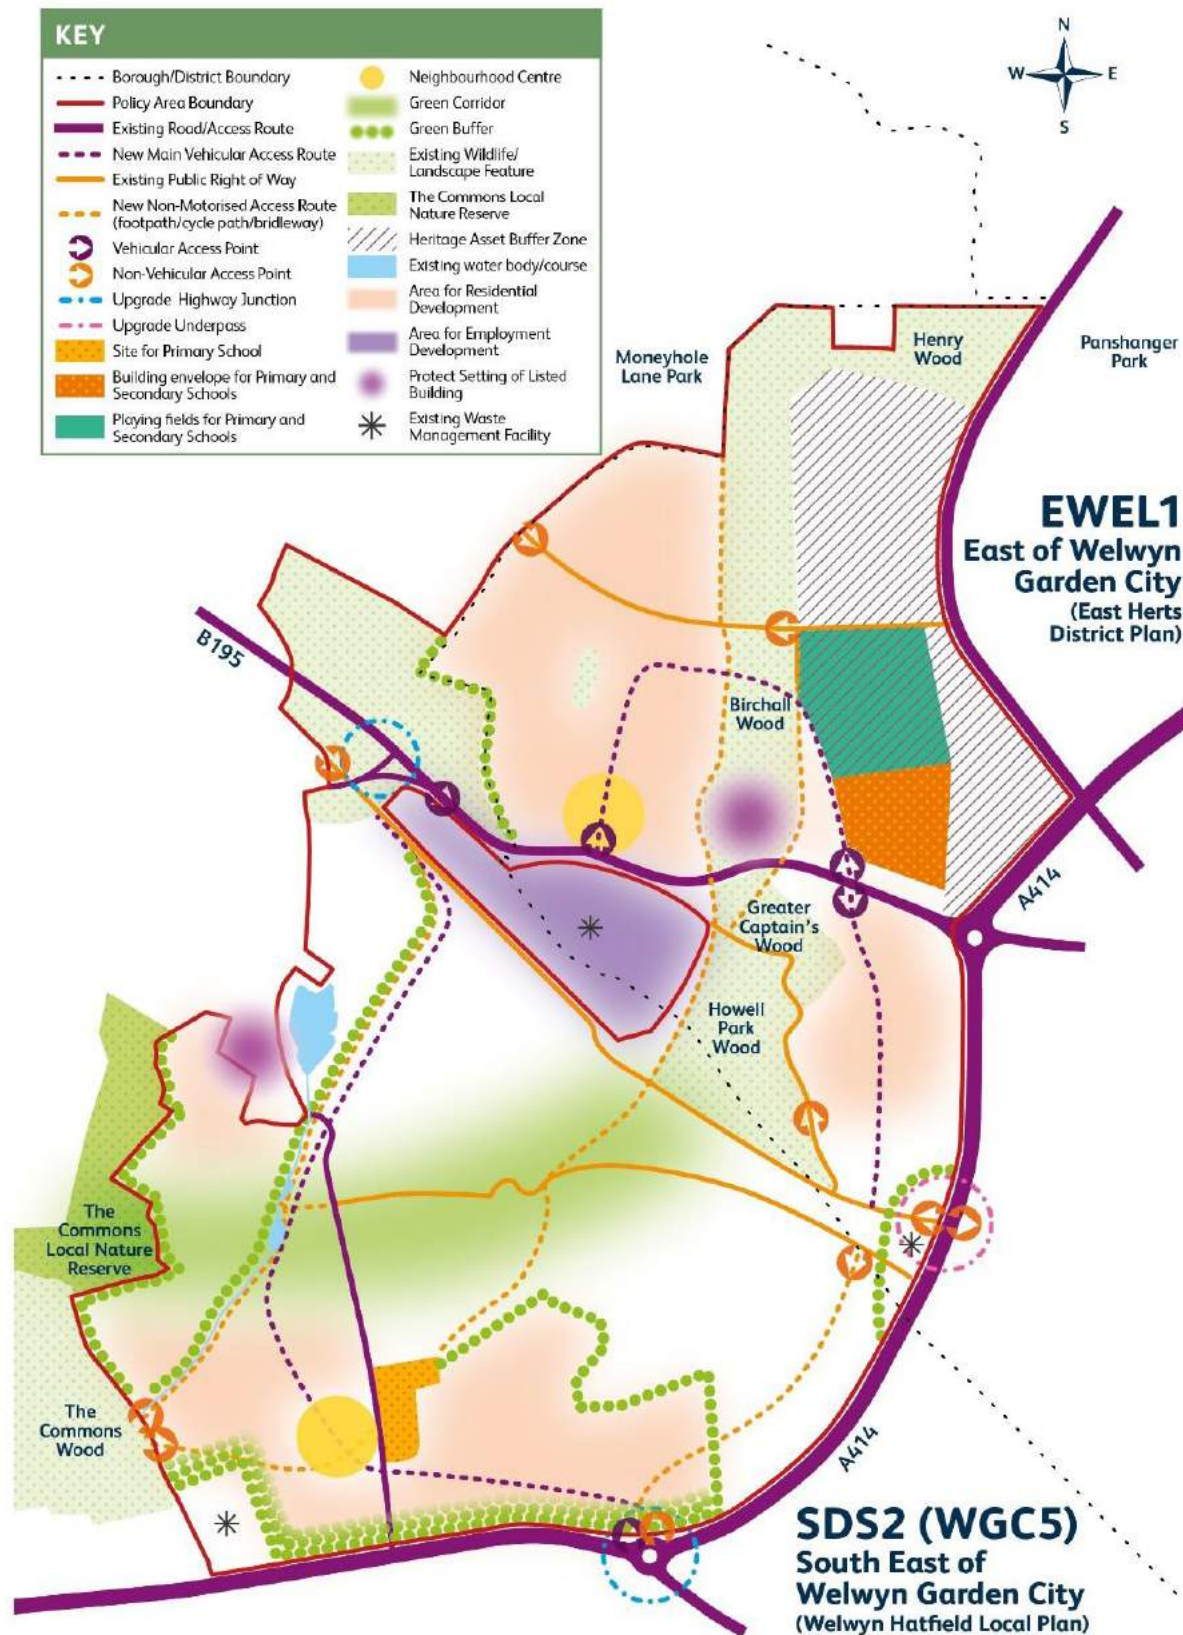 KEY
Borough/District Boundary
Policy Area Boundary
Existing Road/Access Route
New Main Vehicular Access Route
Existing Public Right of Way
New Non-Motorised Access Route
(footpath/cycle path/bridleway)
Vehicular Access Point
Non-Vehicular Access Point
Upgrade Highway Junction
Upgrade Underpass
Site for Primary School
Building envelope for Primary and
Secondary Schools
Playing fields for Primary and
Secondary Schools
Neighbourhood Centre
Green Corridor
Green Buffer
Existing Wildlife/
Landscape Feature
The Commons Local
Nature Reserve
Heritage Asset Buffer Zone
Existing water body/course
Area for Residential
Development
Area for Employment
Development
Protect Setting of Listed
Building
Existing Waste
Management Facility
N
W
E
S
Moneyhole
Lane Park
Henry
Wood
Panshanger
Park
EWEL1
East of Welwyn
Garden City
(East Herts
District Plan)
B195
Birchall
Wood
A414
Greater
Captain's
Wood
Howell
Park
Wood
The
Commons
Local Nature
Reserve
The
Commons
Wood
A414
SDS2 (WGC5)
South East of
Welwyn Garden City
(Welwyn Hatfield Local Plan)